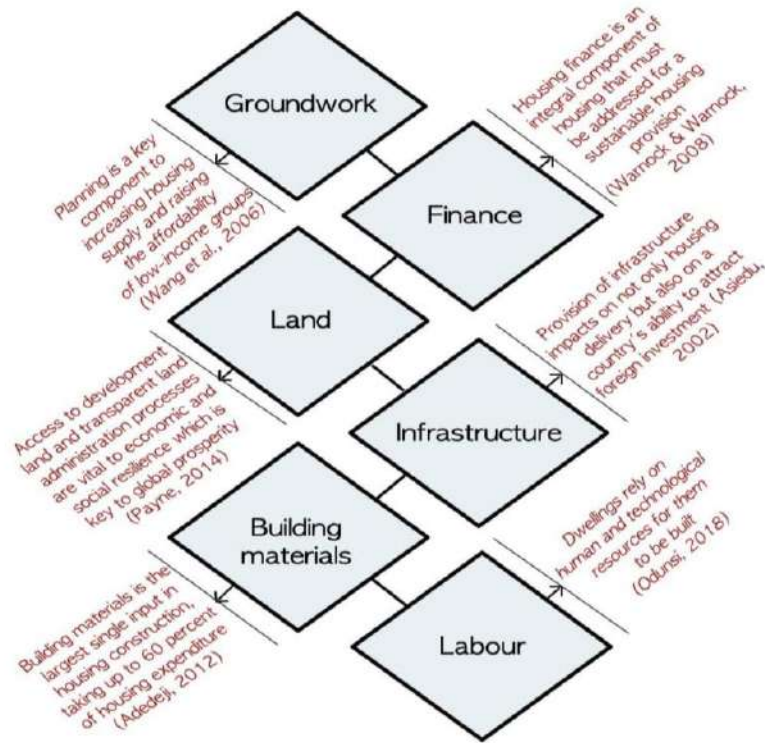 Groundwork
Planning is a key
component to
increasing housing
supply and raising
the affordability
of low-income groups
(Wang et al., 2006)
Housing finance is an
integral component of
housing that must
be addressed for a
sustainable housing
provision
(Warnock & Warnock,
2008)
Finance
Land
Access to development
land and transparent land
administration processes
are vital to economic and
social resilience which is
key to global prosperity
(Payne, 2014)
Provision of infrastructure
impacts on not only housing
delivery but also on a
country's ability to attract
foreign investment (Asiedu,
2002)
Infrastructure
Building
materials
Building materials is the
largest single input in
housing construction,
taking up to 60 percent
of housing expenditure
(Adedeji, 2012)
Dwellings rely on
human and technological
resources for them
to be built
(Odunsi, 2018)
Labour